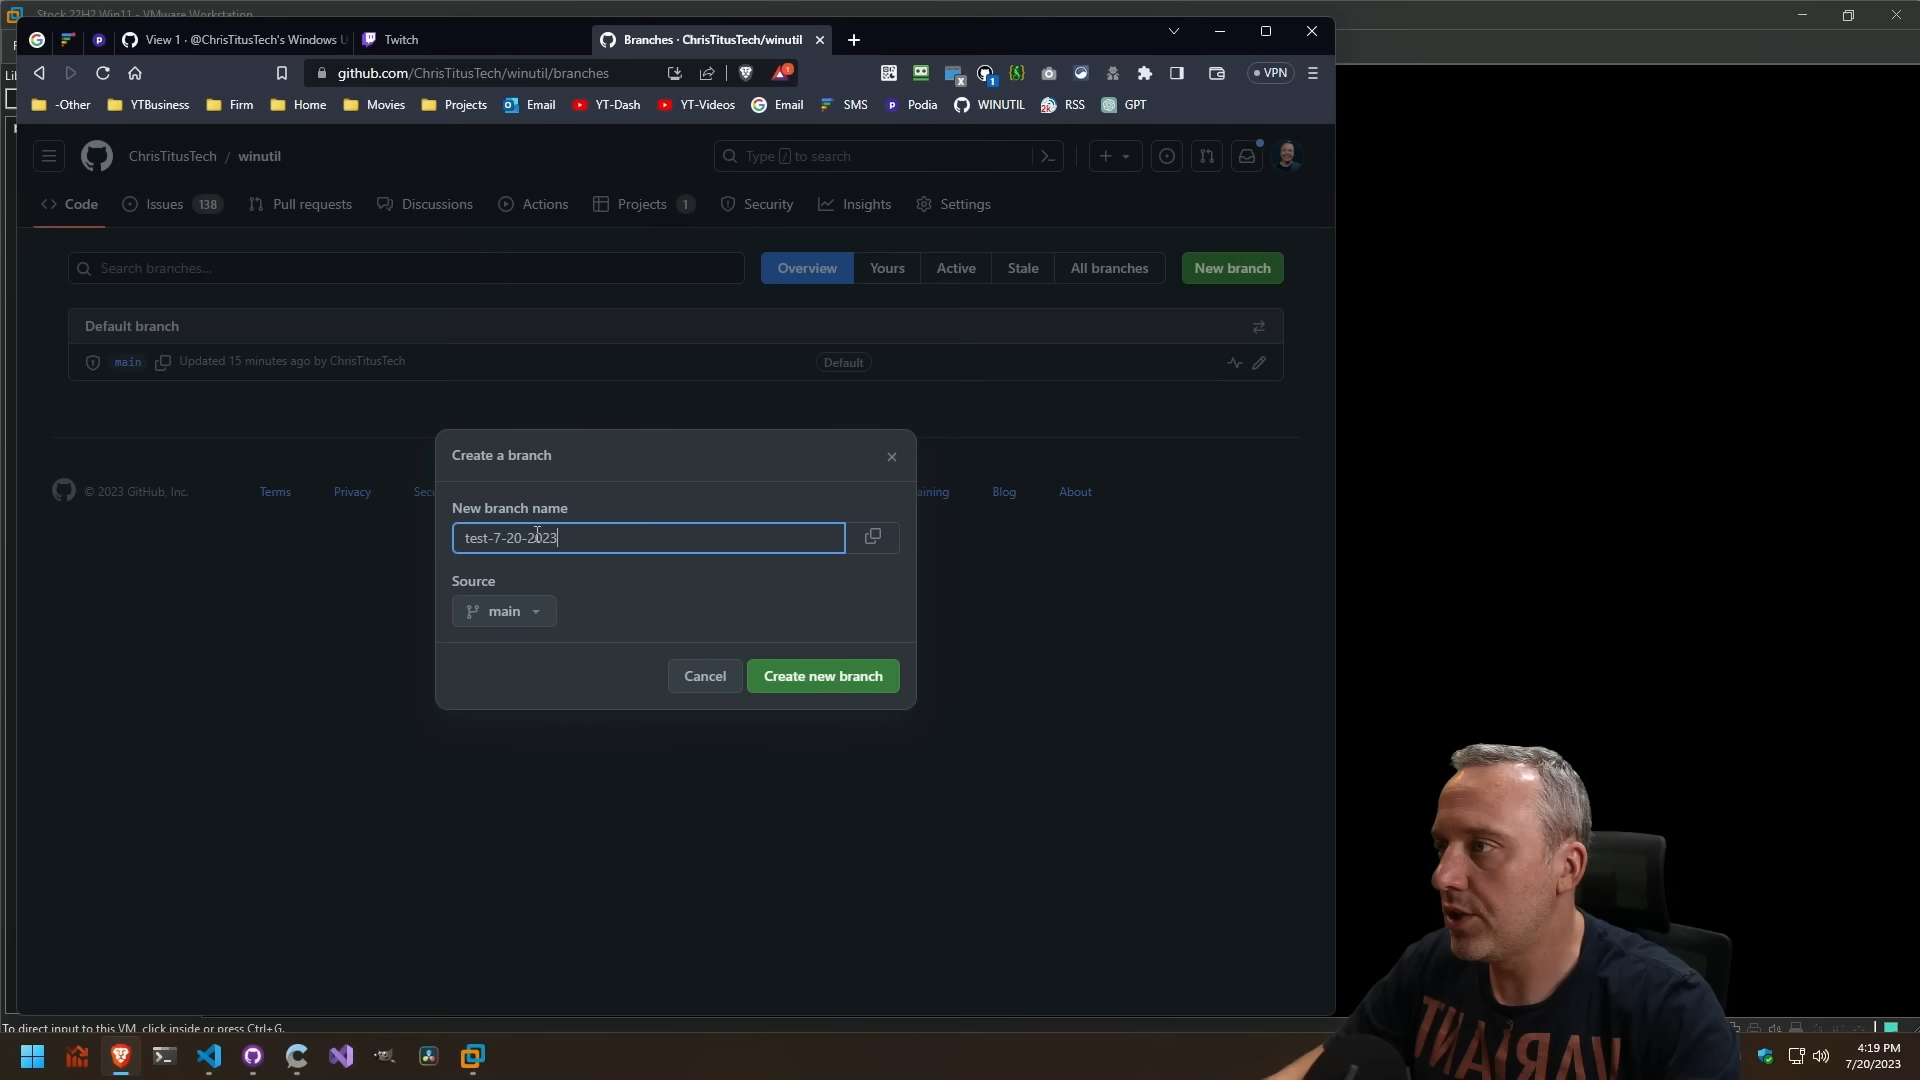 Stock 22H2 Win11 - VMware Workstation
View 1 · @ChrisTitusTech's Windows U
Twitch
Branches · ChrisTitusTech/winutil
github.com/ChrisTitusTech/winutil/branches
1
1
VPN
-Other
YTBusiness
Firm
Home
Movies
Projects
Email
YT-Dash
YT-Videos
Email
SMS
Podia
WINUTIL
RSS
GPT
ChrisTitusTech / winutil
Type / to search
Code
Issues 138
Pull requests
Discussions
Actions
Projects 1
Security
Insights
Settings
Search branches...
Overview
Yours
Active
Stale
All branches
New branch
Default branch
main
Updated 15 minutes ago by ChrisTitusTech
Default
Create a branch
New branch name
test-7-20-2023
Source
main
Cancel
Create new branch
© 2023 GitHub, Inc.
Terms
Privacy
Secu
aining
Blog
About
To direct input to this VM, click inside or press Ctrl+G.
VARIANT
4:19 PM
7/20/2023